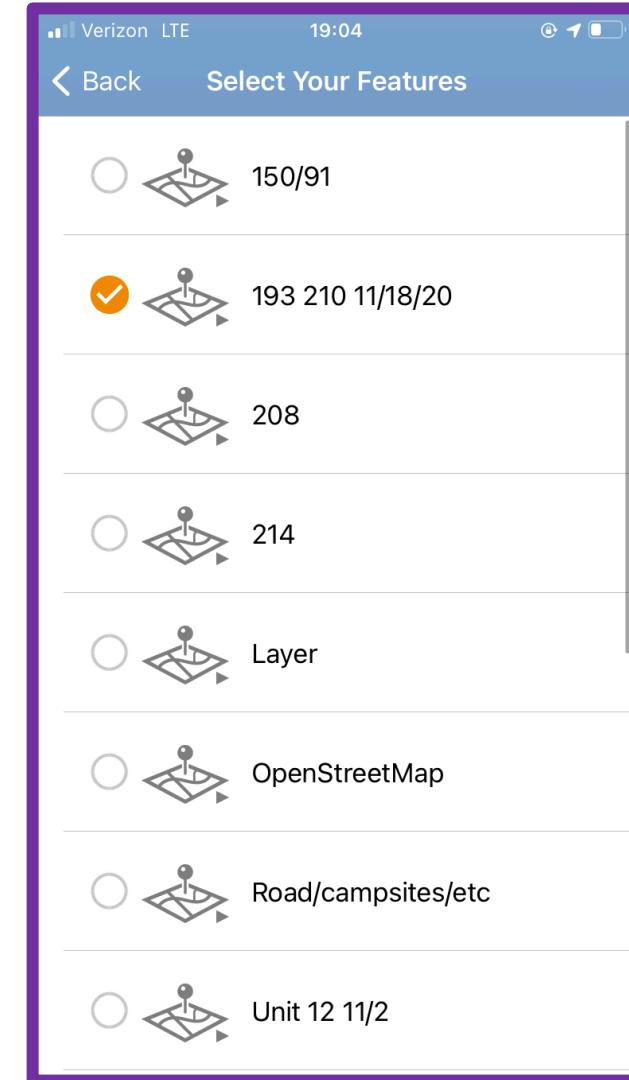 Verizon LTE 19:04
Back Select Your Features
150/91
193 210 11/18/20
208
214
Layer
OpenStreetMap
Road/campsites/etc
Unit 12 11/2